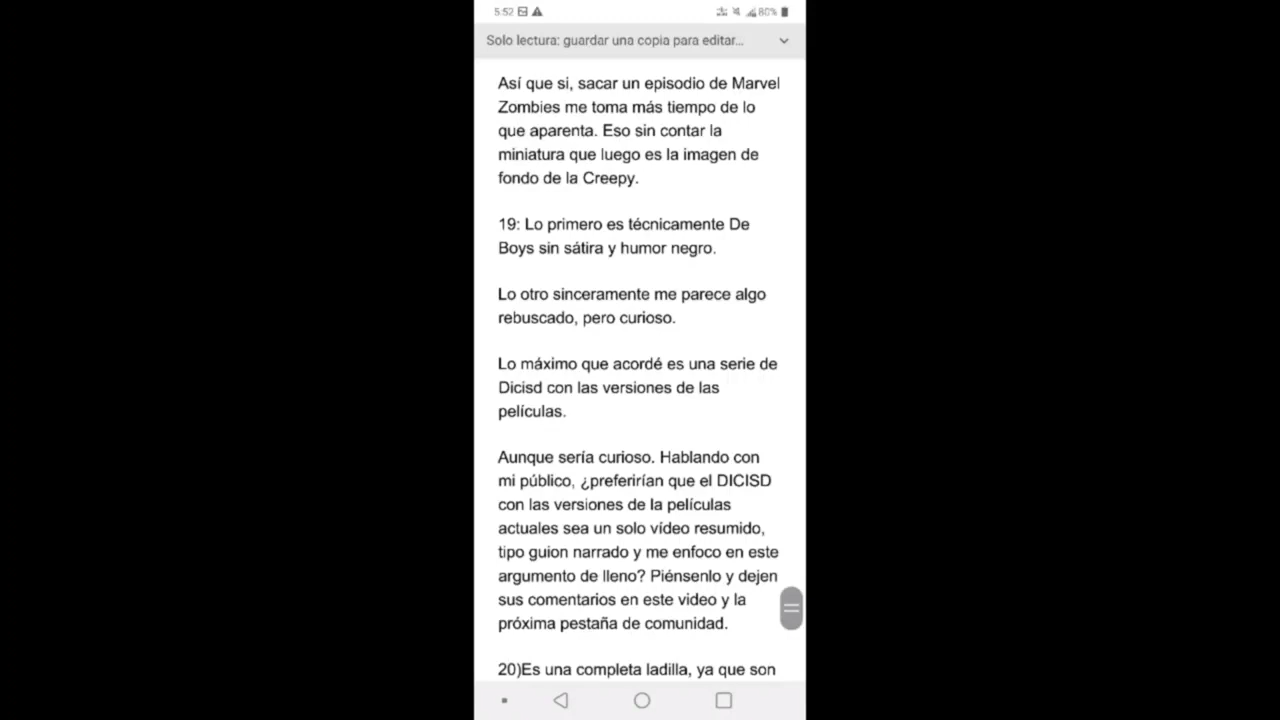 5:52
80%
Solo lectura: guardar una copia para editar...
Así que si, sacar un episodio de Marvel
Zombies me toma más tiempo de lo
que aparenta. Eso sin contar la
miniatura que luego es la imagen de
fondo de la Creepy.
19: Lo primero es técnicamente De
Boys sin sátira y humor negro.
Lo otro sinceramente me parece algo
rebuscado, pero curioso.
Lo máximo que acordé es una serie de
Dicisd con las versiones de las
películas.
Aunque sería curioso. Hablando con
mi público, ¿preferirían que el DICISD
con las versiones de la películas
actuales sea un solo vídeo resumido,
tipo guion narrado y me enfoco en este
argumento de lleno? Piénsenlo y dejen
sus comentarios en este video y la
próxima pestaña de comunidad.
20)Es una completa ladilla, ya que son